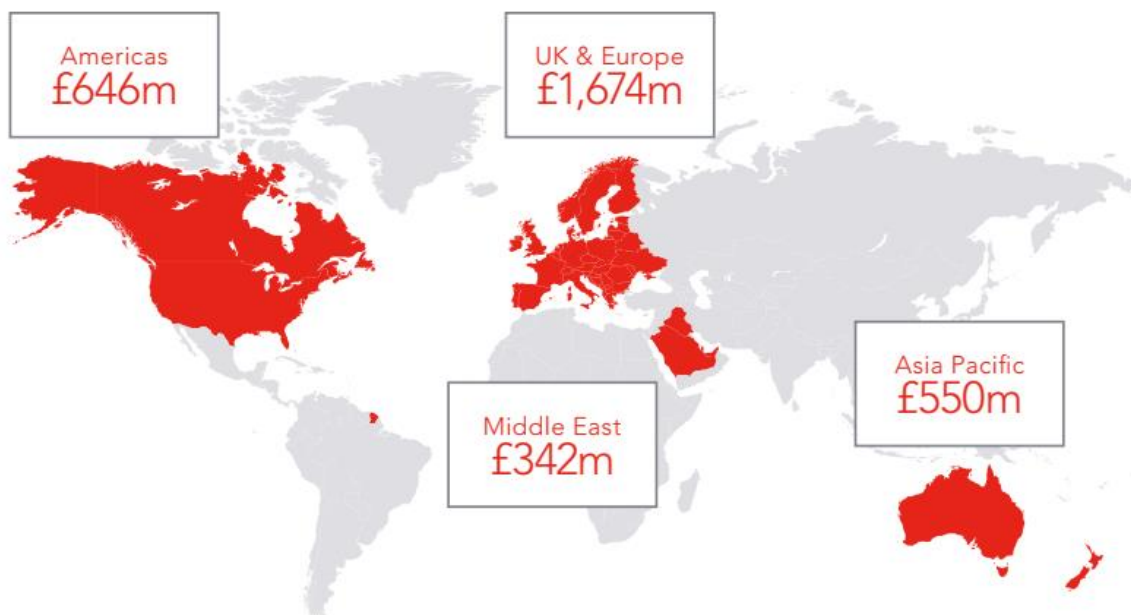 Americas
£646m
UK & Europe
£1,674m
Asia Pacific
£550m
Middle East
£342m